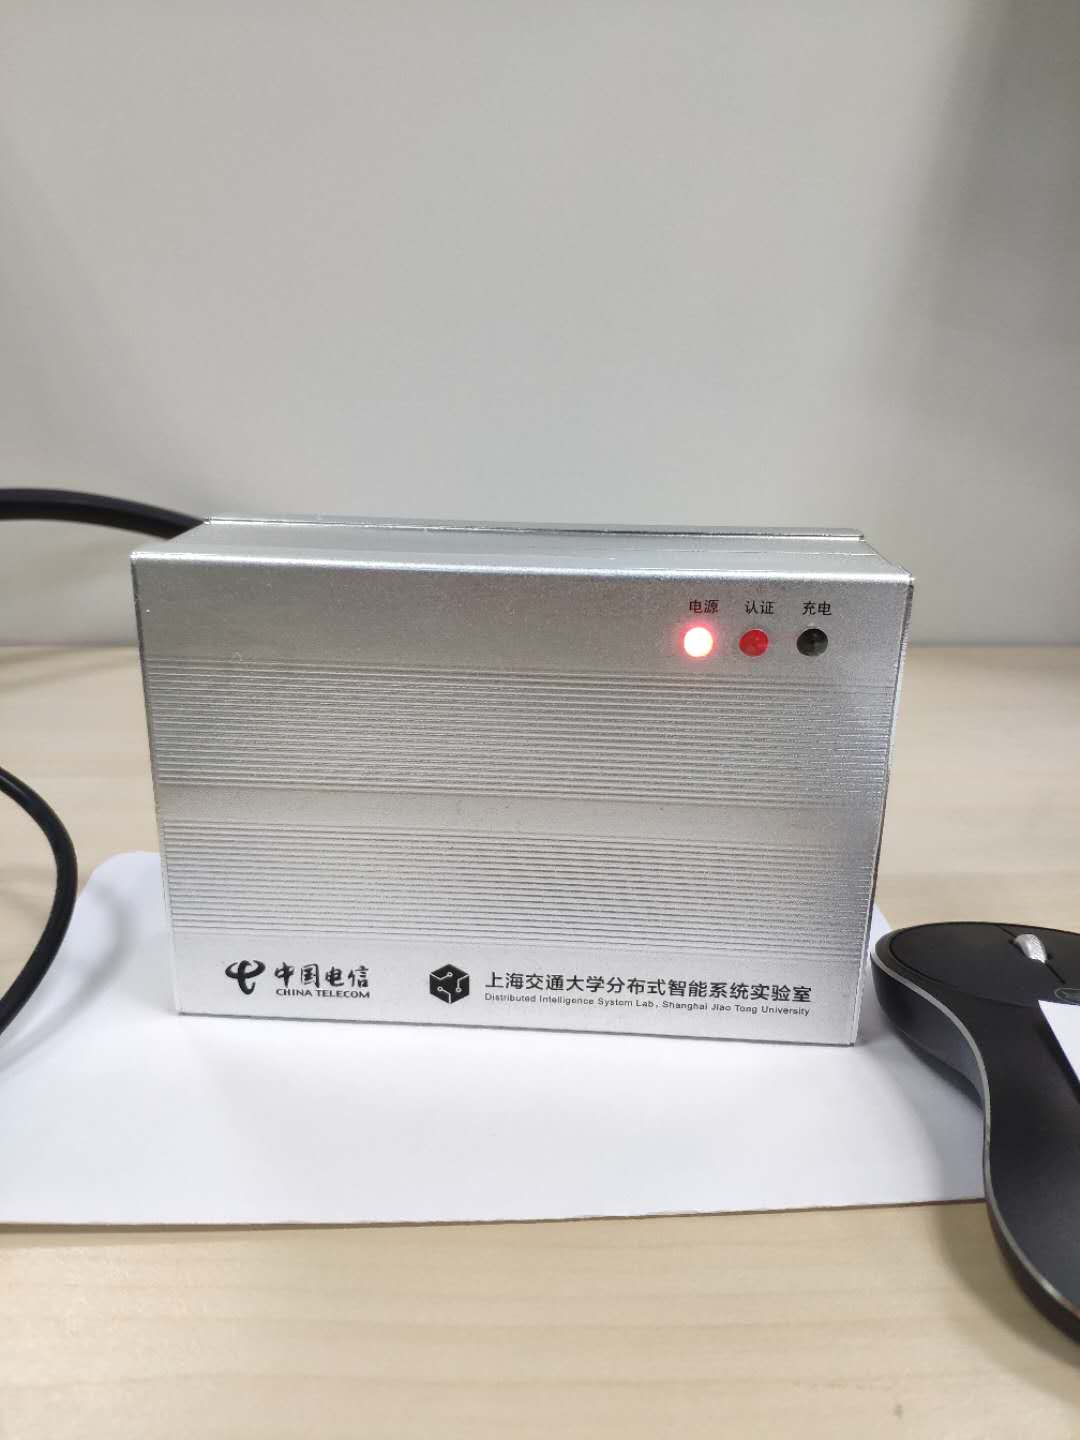 电源 认证 充电
中国电信
CHINA TELECOM
上海交通大学分布式智能系统实验室
Distributed Intelligence System Lab, Shanghai Jiao Tong University